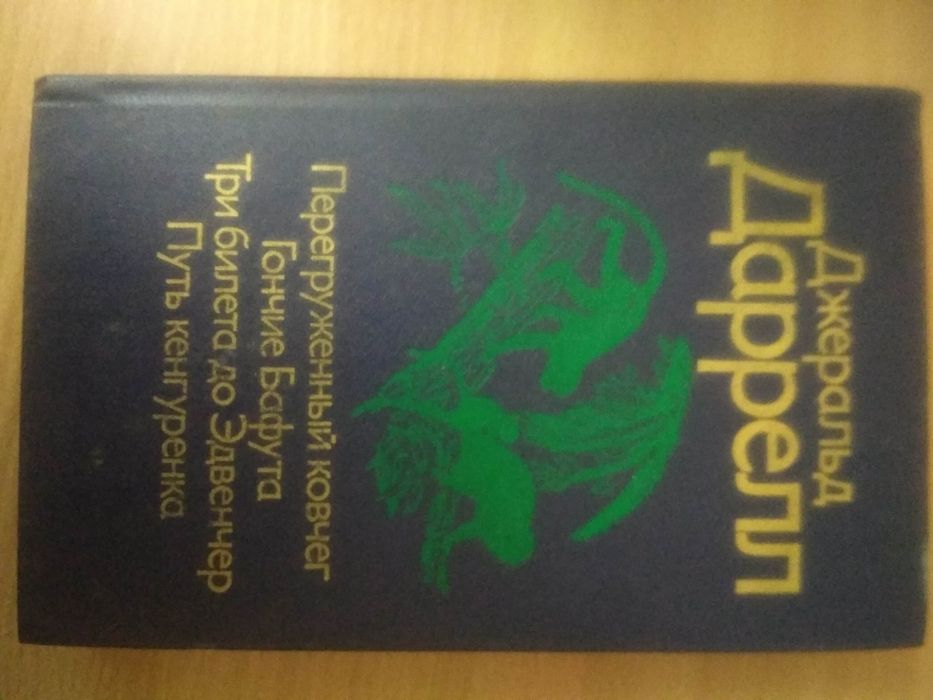 Джеральд
Даррелл
Перегруженный ковчег
Гончие Бафута
Три билета до Эдвенчер
Путь кенгуренка